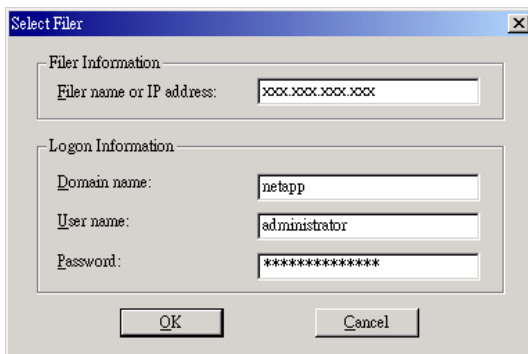 Select Filer
Filer Information
Filer name or IP address: xxx.xxx.xxx.xxx
Logon Information
Domain name: netapp
User name: administrator
Password: **************
OK Cancel